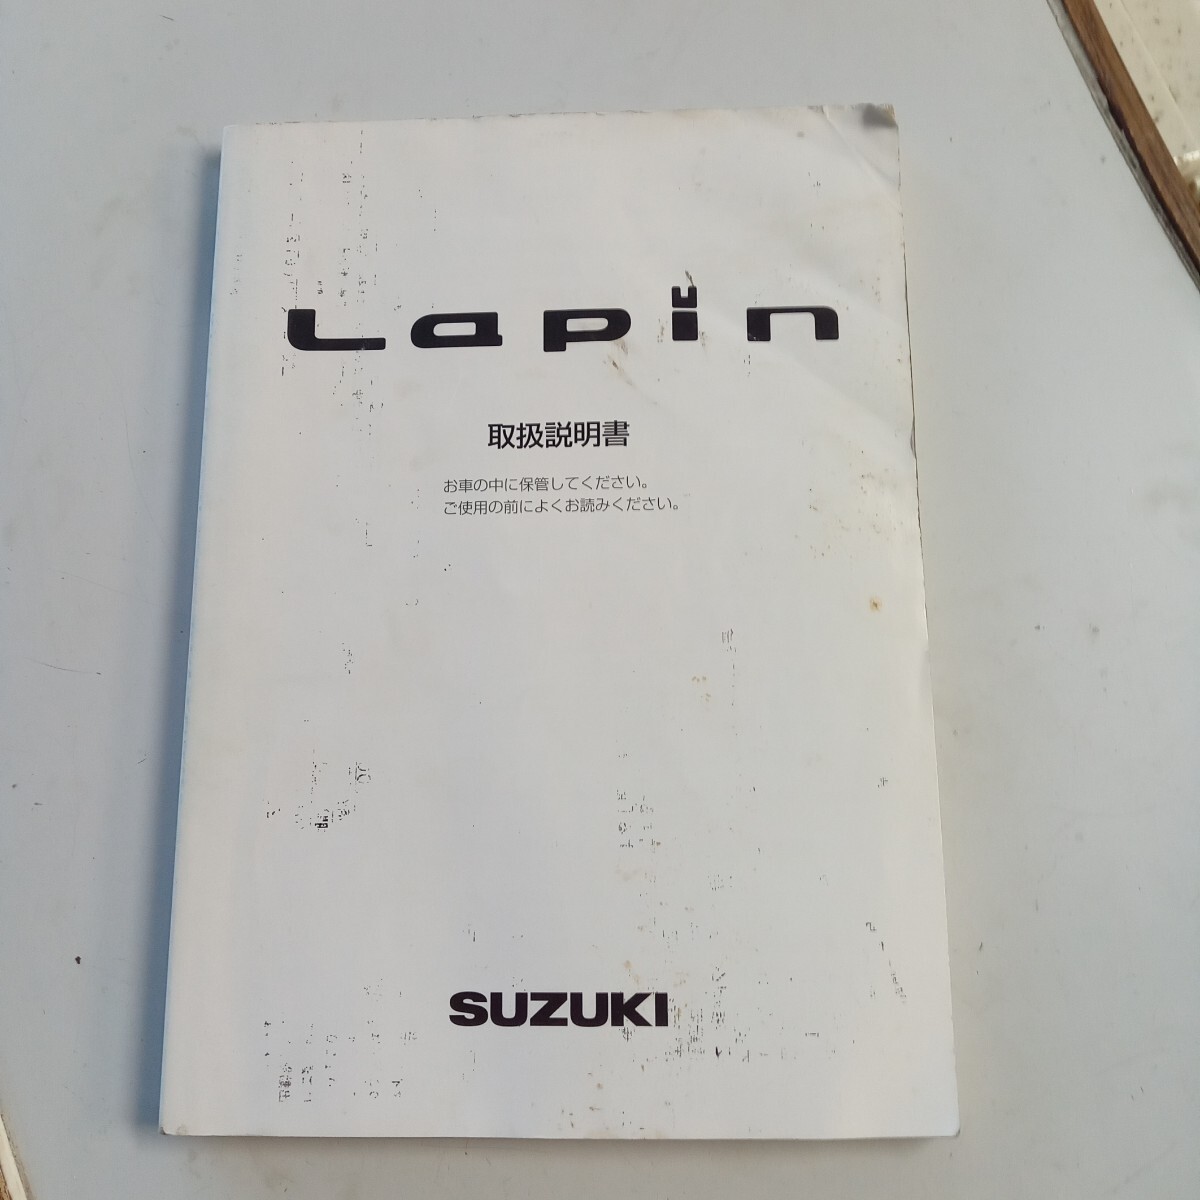 Lapin
取扱説明書
お車の中に保管してください。
ご使用の前によくお読みください。
SUZUKI